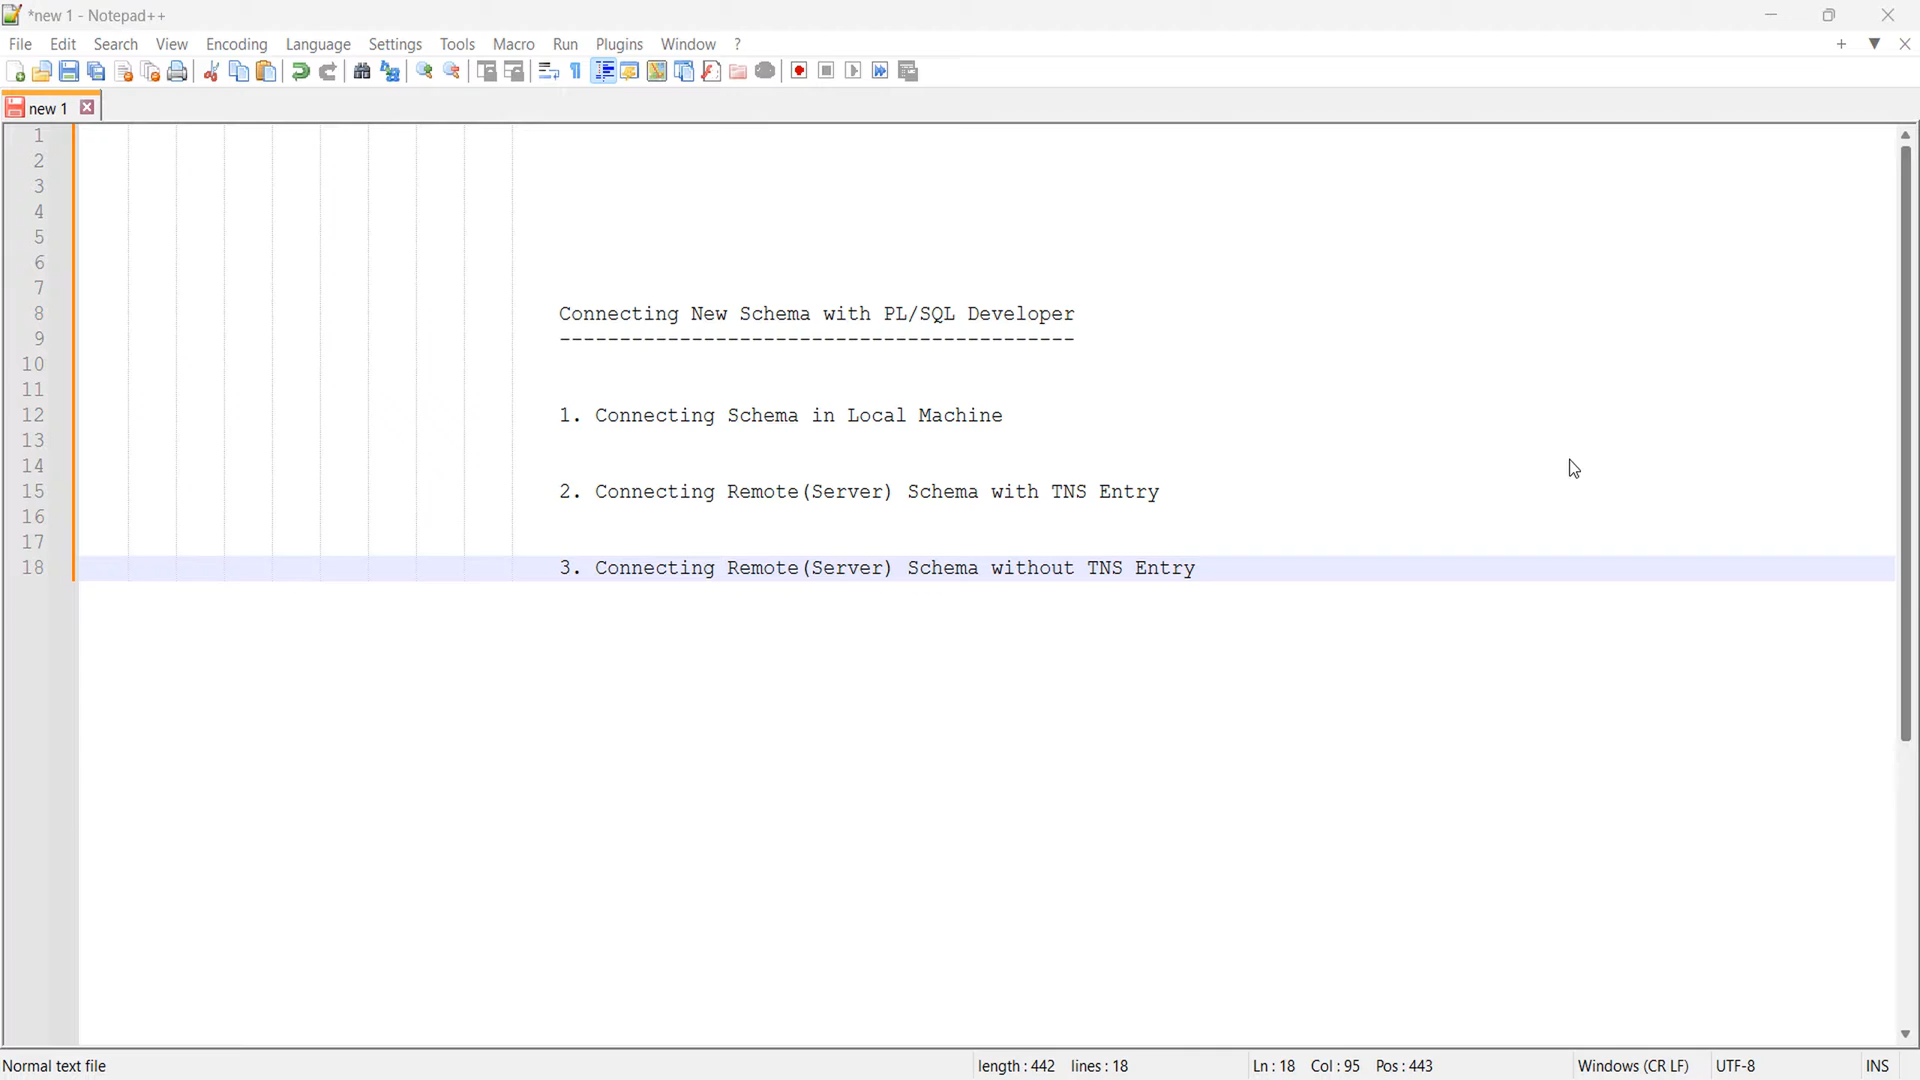 *new 1 - Notepad++
File Edit Search View Encoding Language Settings Tools Macro Run Plugins Window ?
new 1
1
2
3
4
5
6
7
8 Connecting New Schema with PL/SQL Developer
9 -------------------------------------------
10
11
12 1. Connecting Schema in Local Machine
13
14
15 2. Connecting Remote(Server) Schema with TNS Entry
16
17
18 3. Connecting Remote(Server) Schema without TNS Entry
Normal text file length : 442 lines : 18 Ln : 18 Col : 95 Pos : 443 Windows (CR LF) UTF-8 INS